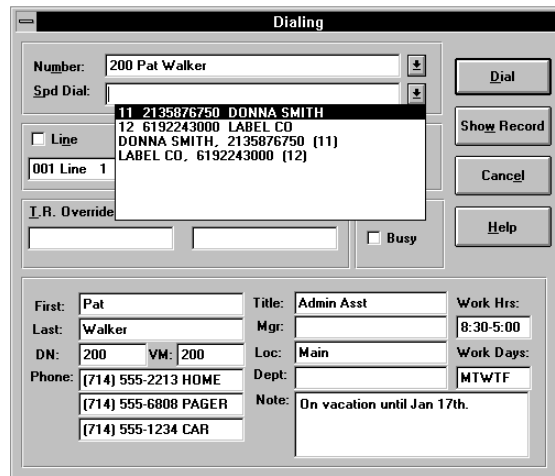 Dialing
Number: 200 Pat Walker
Spd Dial:
Dial
11 2135876750 DONNA SMITH
12 6192243000 LABEL CO
DONNA SMITH, 2135876750 (11)
LABEL CO, 6192243000 (12)
Line
001 Line 1
Show Record
Cancel
T.R. Override
Busy
Help
First: Pat
Last: Walker
DN: 200 VM: 200
Phone: (714) 555-2213 HOME
(714) 555-6808 PAGER
(714) 555-1234 CAR
Title: Admin Asst
Mgr:
Loc: Main
Dept:
Note: On vacation until Jan 17th.
Work Hrs:
8:30-5:00
Work Days:
MTWTF